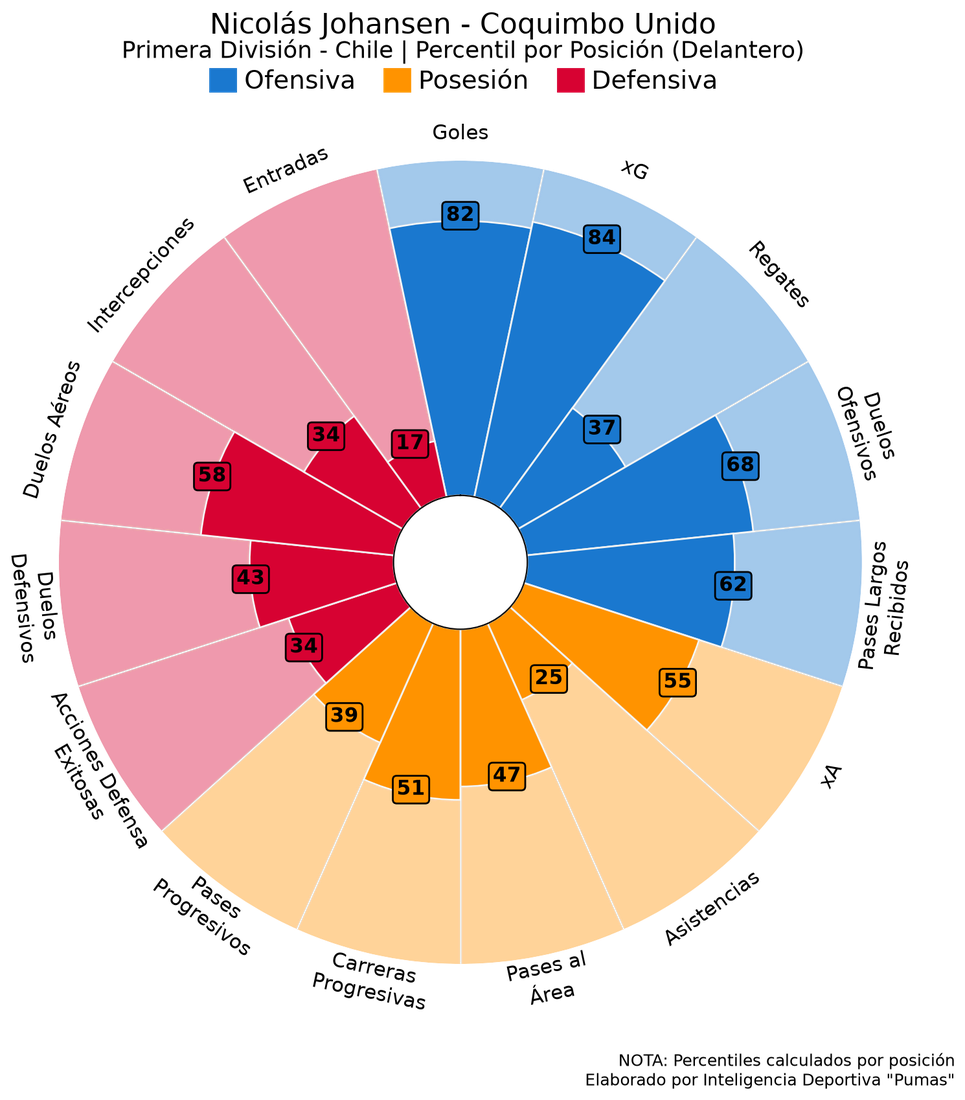 Nicolás Johansen - Coquimbo Unido
Primera División - Chile | Percentil por Posición (Delantero)
Ofensiva Posesión Defensiva
Goles
xG
Regates
Duelos
Ofensivos
Pases Largos
Recibidos
xA
Asistencias
Pases al
Área
Carreras
Progresivas
Pases
Progresivos
Acciones Defensa
Exitosas
Duelos
Defensivos
Duelos Aéreos
Intercepciones
Entradas
82
84
37
68
62
55
25
47
51
39
34
43
58
34
17
NOTA: Percentiles calculados por posición
Elaborado por Inteligencia Deportiva "Pumas"